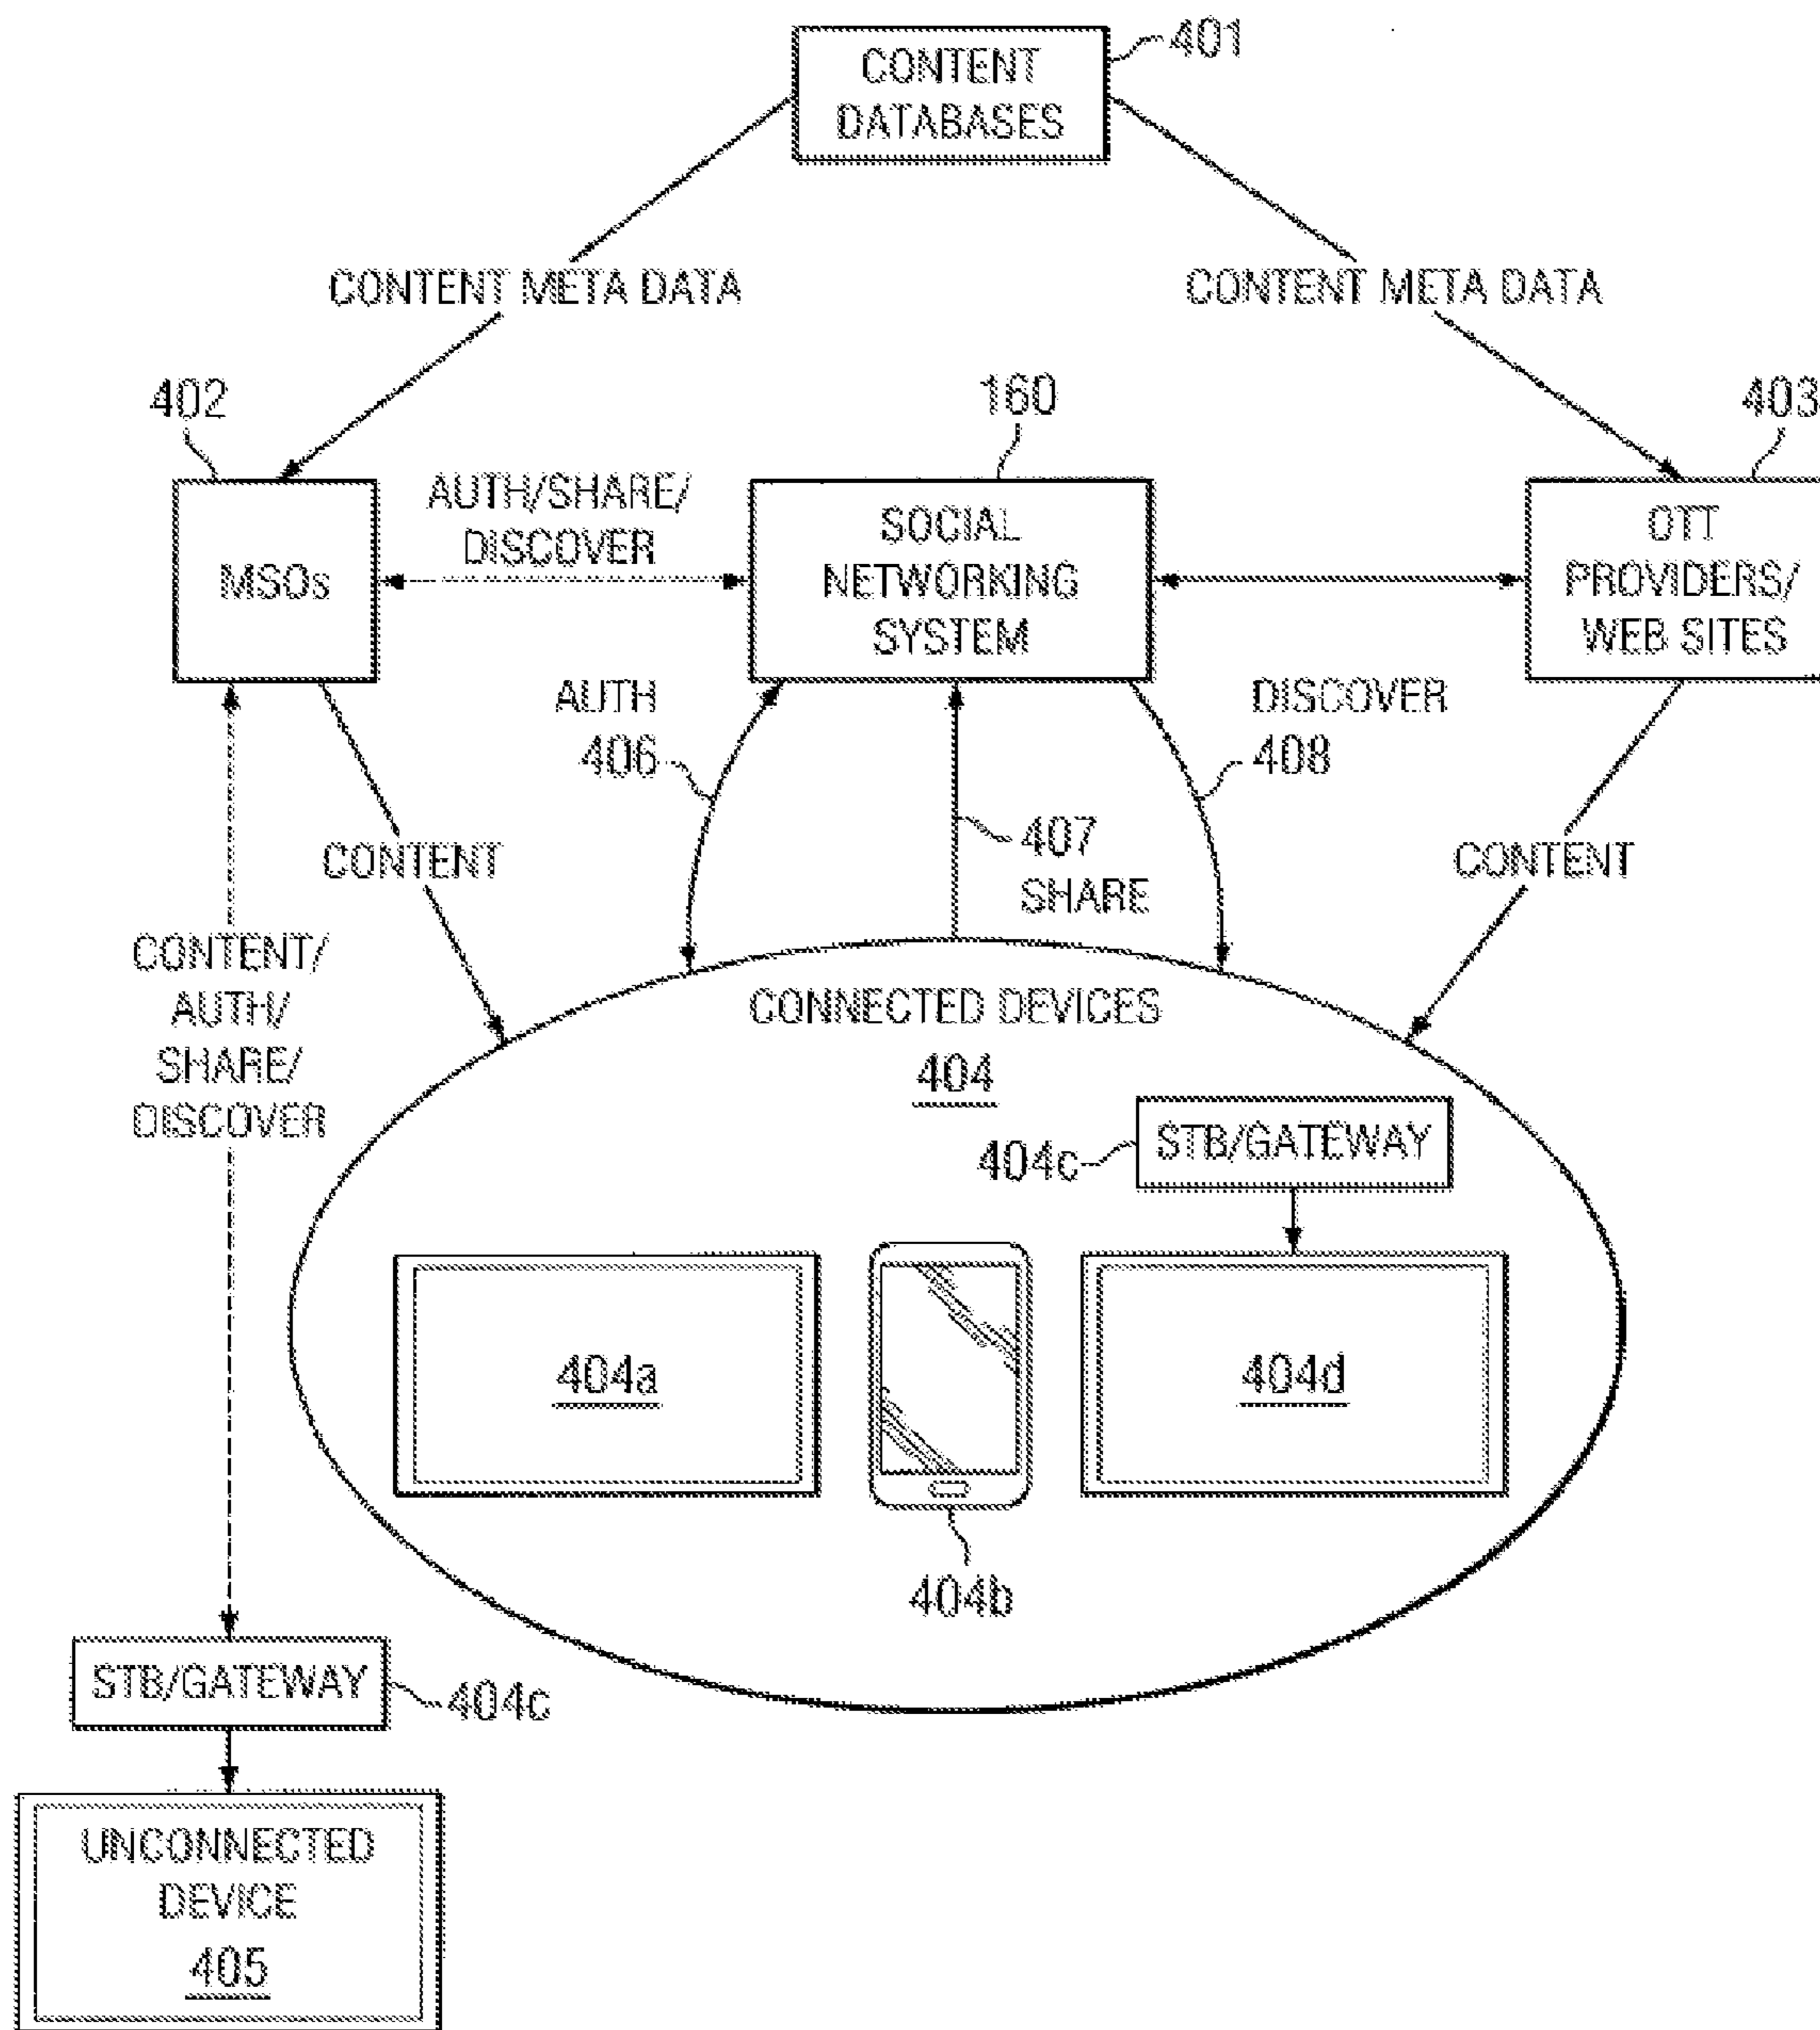 401
CONTENT
DATABASES
CONTENT META DATA
CONTENT META DATA
402
160
403
MSOs
AUTH/SHARE/
DISCOVER
SOCIAL
NETWORKING
SYSTEM
OTT
PROVIDERS/
WEB SITES
AUTH
406
DISCOVER
408
407
SHARE
CONTENT
CONTENT
CONTENT/
AUTH/
SHARE/
DISCOVER
CONNECTED DEVICES
404
404c
STB/GATEWAY
404a
404d
404b
STB/GATEWAY
404c
UNCONNECTED
DEVICE
405